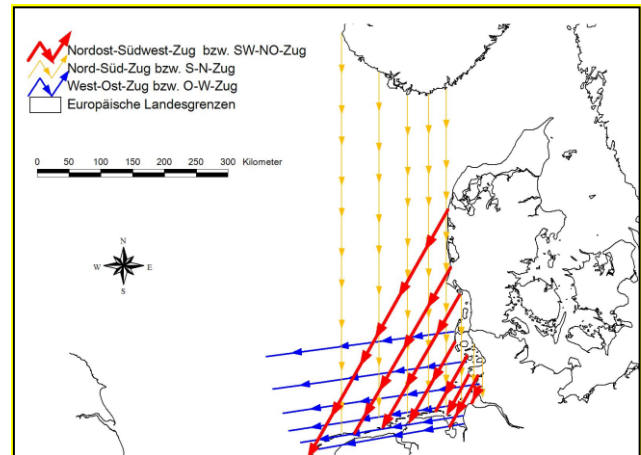 Nordost-Südwest-Zug bzw. SW-NO-Zug
Nord-Süd-Zug bzw. S-N-Zug
West-Ost-Zug bzw. O-W-Zug
Europäische Landesgrenzen
0 50 100 150 200 250 300 Kilometer
N
W E
S